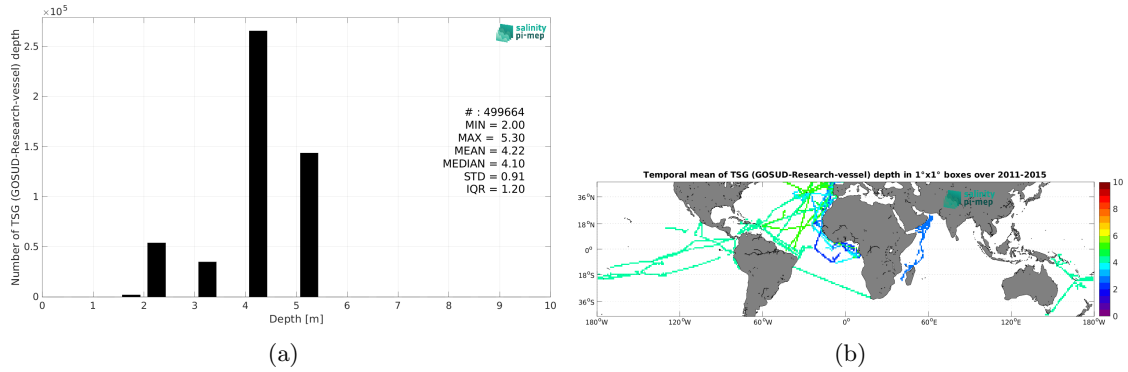 ×10⁵
Number of TSG (GOSUD-Research-vessel) depth
2.5
2
1.5
1
0.5
0
0 1 2 3 4 5 6 7 8 9 10
Depth [m]
salinity
pi-mep
# : 499664
MIN = 2.00
MAX = 5.30
MEAN = 4.22
MEDIAN = 4.10
STD = 0.91
IQR = 1.20
(a)
Temporal mean of TSG (GOSUD-Research-vessel) depth in 1°x1° boxes over 2011-2015
36°N
18°N
0°
18°S
36°S
180°W 120°W 60°W 0° 60°E 120°E 180°W
salinity
pi-mep
10
8
6
4
2
0
(b)